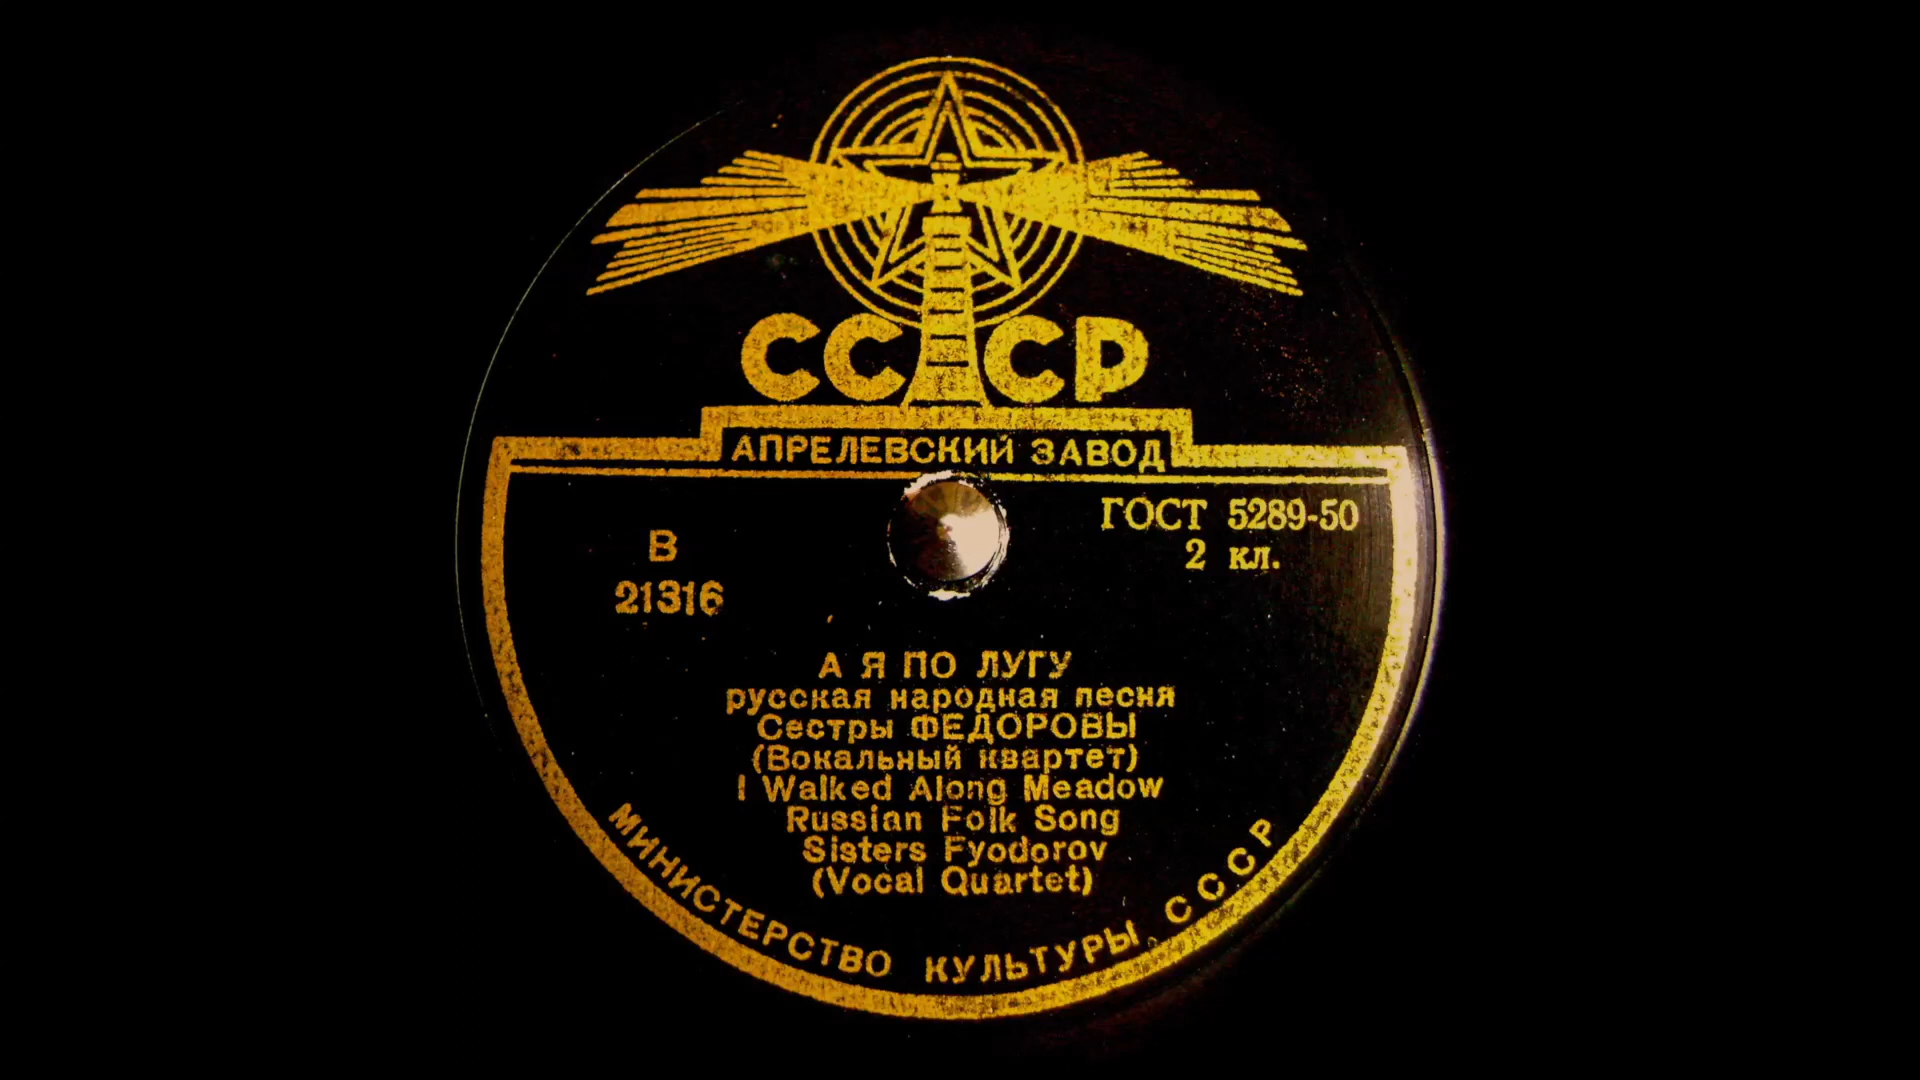 СССР
АПРЕЛЕВСКИЙ ЗАВОД
ГОСТ 5289-50
2 кл.
В
21316
А Я ПО ЛУГУ
русская народная песня
Сестры ФЕДОРОВЫ
(Вокальный квартет)
I Walked Along Meadow
Russian Folk Song
Sisters Fyodorov
(Vocal Quartet)
МИНИСТЕРСТВО КУЛЬТУРЫ СССР